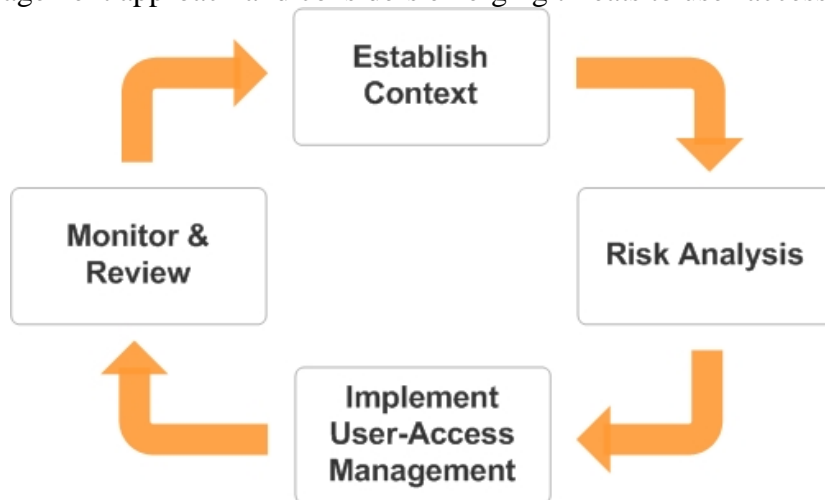 Establish
Context
Monitor &
Review
Risk Analysis
Implement
User-Access
Management